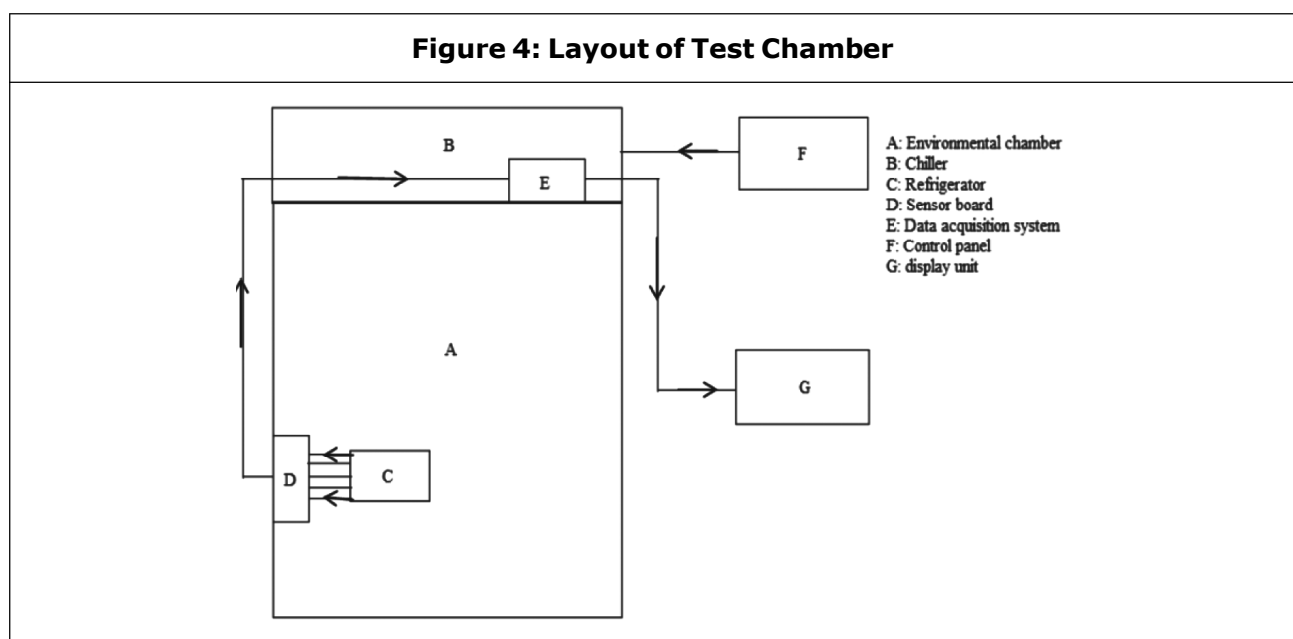 Figure 4: Layout of Test Chamber
B
E
F
A: Environmental chamber
B: Chiller
C: Refrigerator
D: Sensor board
E: Data acquisition system
F: Control panel
G: display unit
A
G
D
C